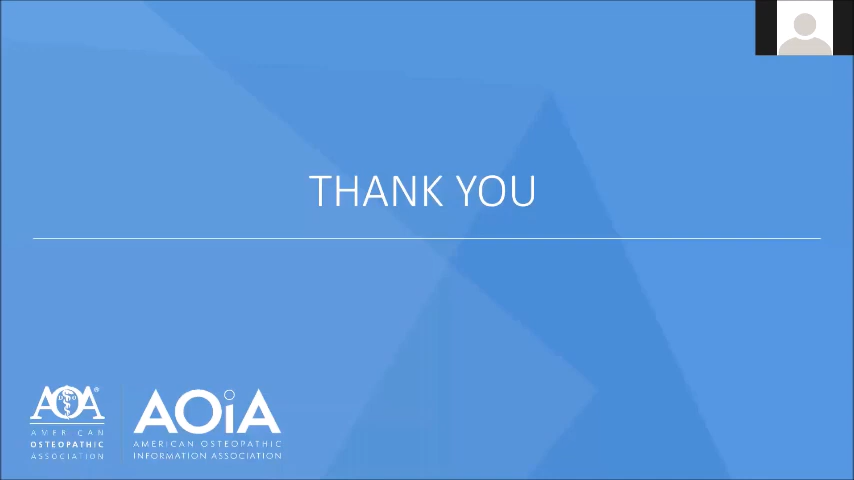 THANK YOU
AOA®
AMERICAN
OSTEOPATHIC
ASSOCIATION
AOiA
AMERICAN OSTEOPATHIC
INFORMATION ASSOCIATION